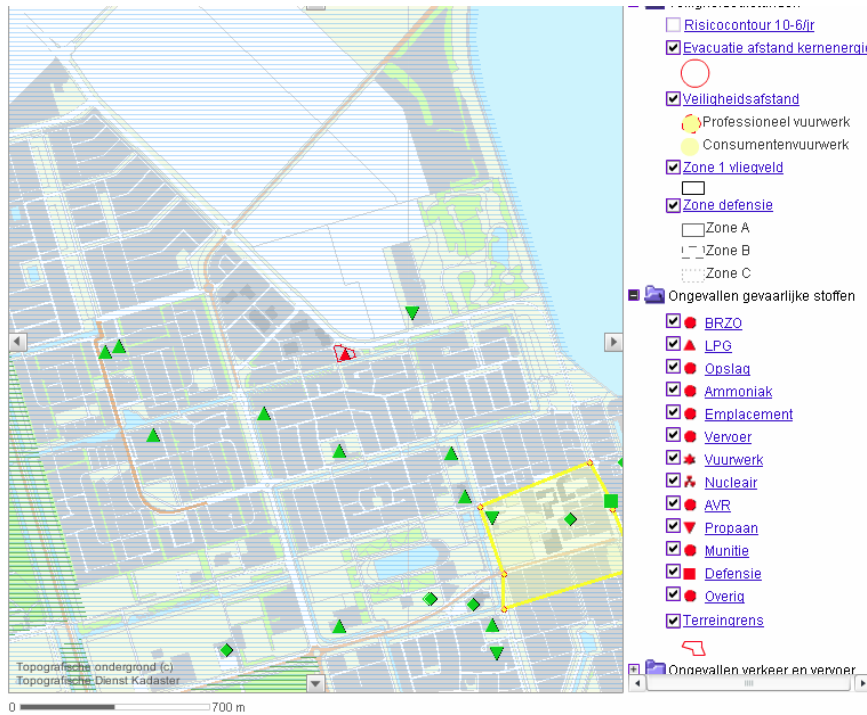 Veiligheidsafstanden
Risicocontour 10-6/jr
Evacuatie afstand kernenergie
Veiligheidsafstand
Professioneel vuurwerk
Consumentenvuurwerk
Zone 1 vliegveld
Zone defensie
Zone A
Zone B
Zone C
Ongevallen gevaarlijke stoffen
BRZO
LPG
Opslag
Ammoniak
Emplacement
Vervoer
Vuurwerk
Nucleair
AVR
Propaan
Munitie
Defensie
Overig
Terreingrens
Ongevallen verkeer en vervoer
Topografische ondergrond (c)
Topografische Dienst Kadaster
0 700 m